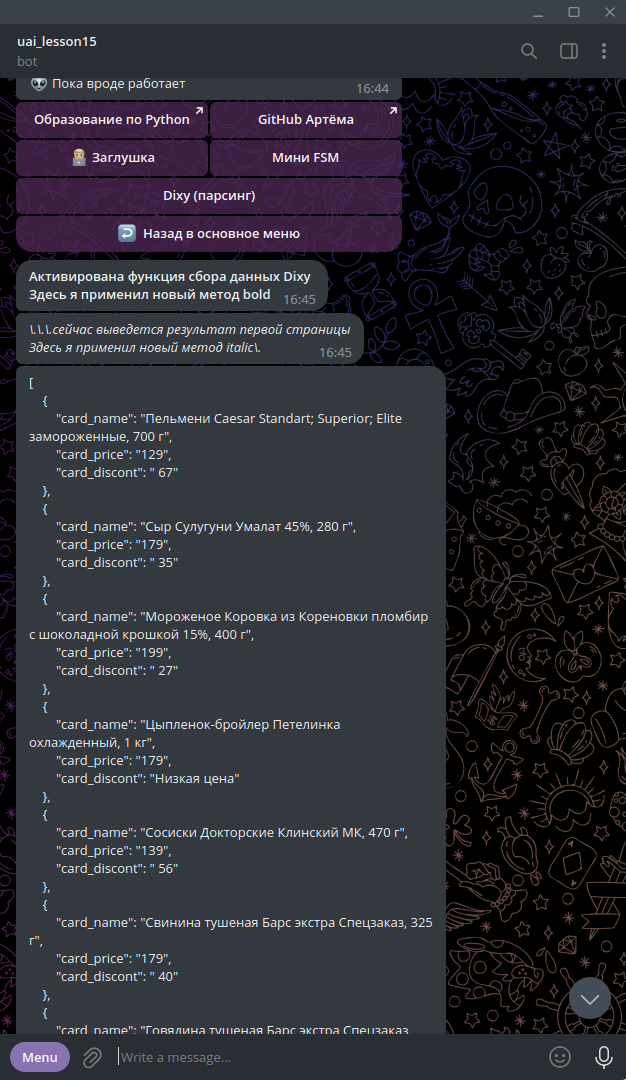 uai_lesson15
bot
👽 Пока вроде работает
16:44
Образование по Python
GitHub Артёма
Заглушка
Мини FSM
Dixy (парсинг)
Назад в основное меню
Активирована функция сбора данных Dixy
Здесь я применил новый метод bold
16:45
\.\.\.сейчас выведется результат первой страницы
Здесь я применил новый метод italic\.
16:45
[
{
"card_name": "Пельмени Caesar Standart; Superior; Elite
замороженные, 700 г",
"card_price": "129",
"card_discont": " 67"
},
{
"card_name": "Сыр Сулугуни Умалат 45%, 280 г",
"card_price": "179",
"card_discont": " 35"
},
{
"card_name": "Мороженое Коровка из Кореновки пломбир
с шоколадной крошкой 15%, 400 г",
"card_price": "199",
"card_discont": " 27"
},
{
"card_name": "Цыпленок-бройлер Петелинка
охлажденный, 1 кг",
"card_price": "179",
"card_discont": "Низкая цена"
},
{
"card_name": "Сосиски Докторские Клинский МК, 470 г",
"card_price": "139",
"card_discont": " 56"
},
{
"card_name": "Свинина тушеная Барс экстра Спецзаказ, 325
г",
"card_price": "179",
"card_discont": " 40"
},
{
"card_name": "Говядина тушеная Барс экстра Спецзаказ
Menu
Write a message...